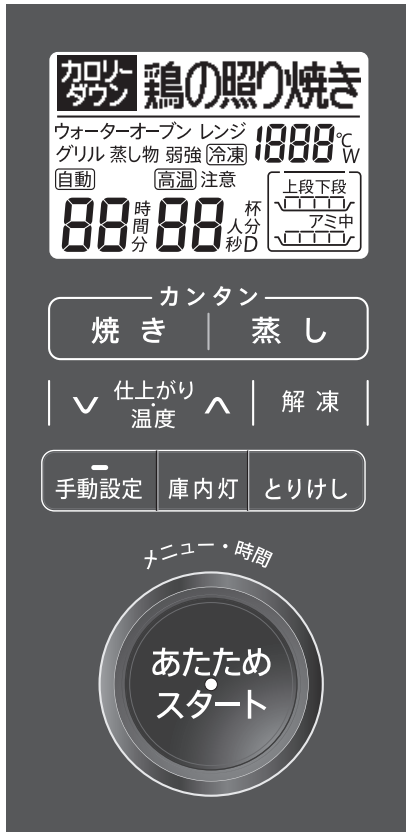 カロリー
ダウン 鶏の照り焼き
ウォーターオーブン レンジ
グリル 蒸し物 弱強 冷凍 1888 ℃ W
自動 高温 注意
上段下段
88 時間分 88 杯人分秒D
アミ中
カンタン
焼き 蒸し
仕上がり
温度 解凍
手動設定 庫内灯 とりけし
メニュー・時間
あたため
スタート